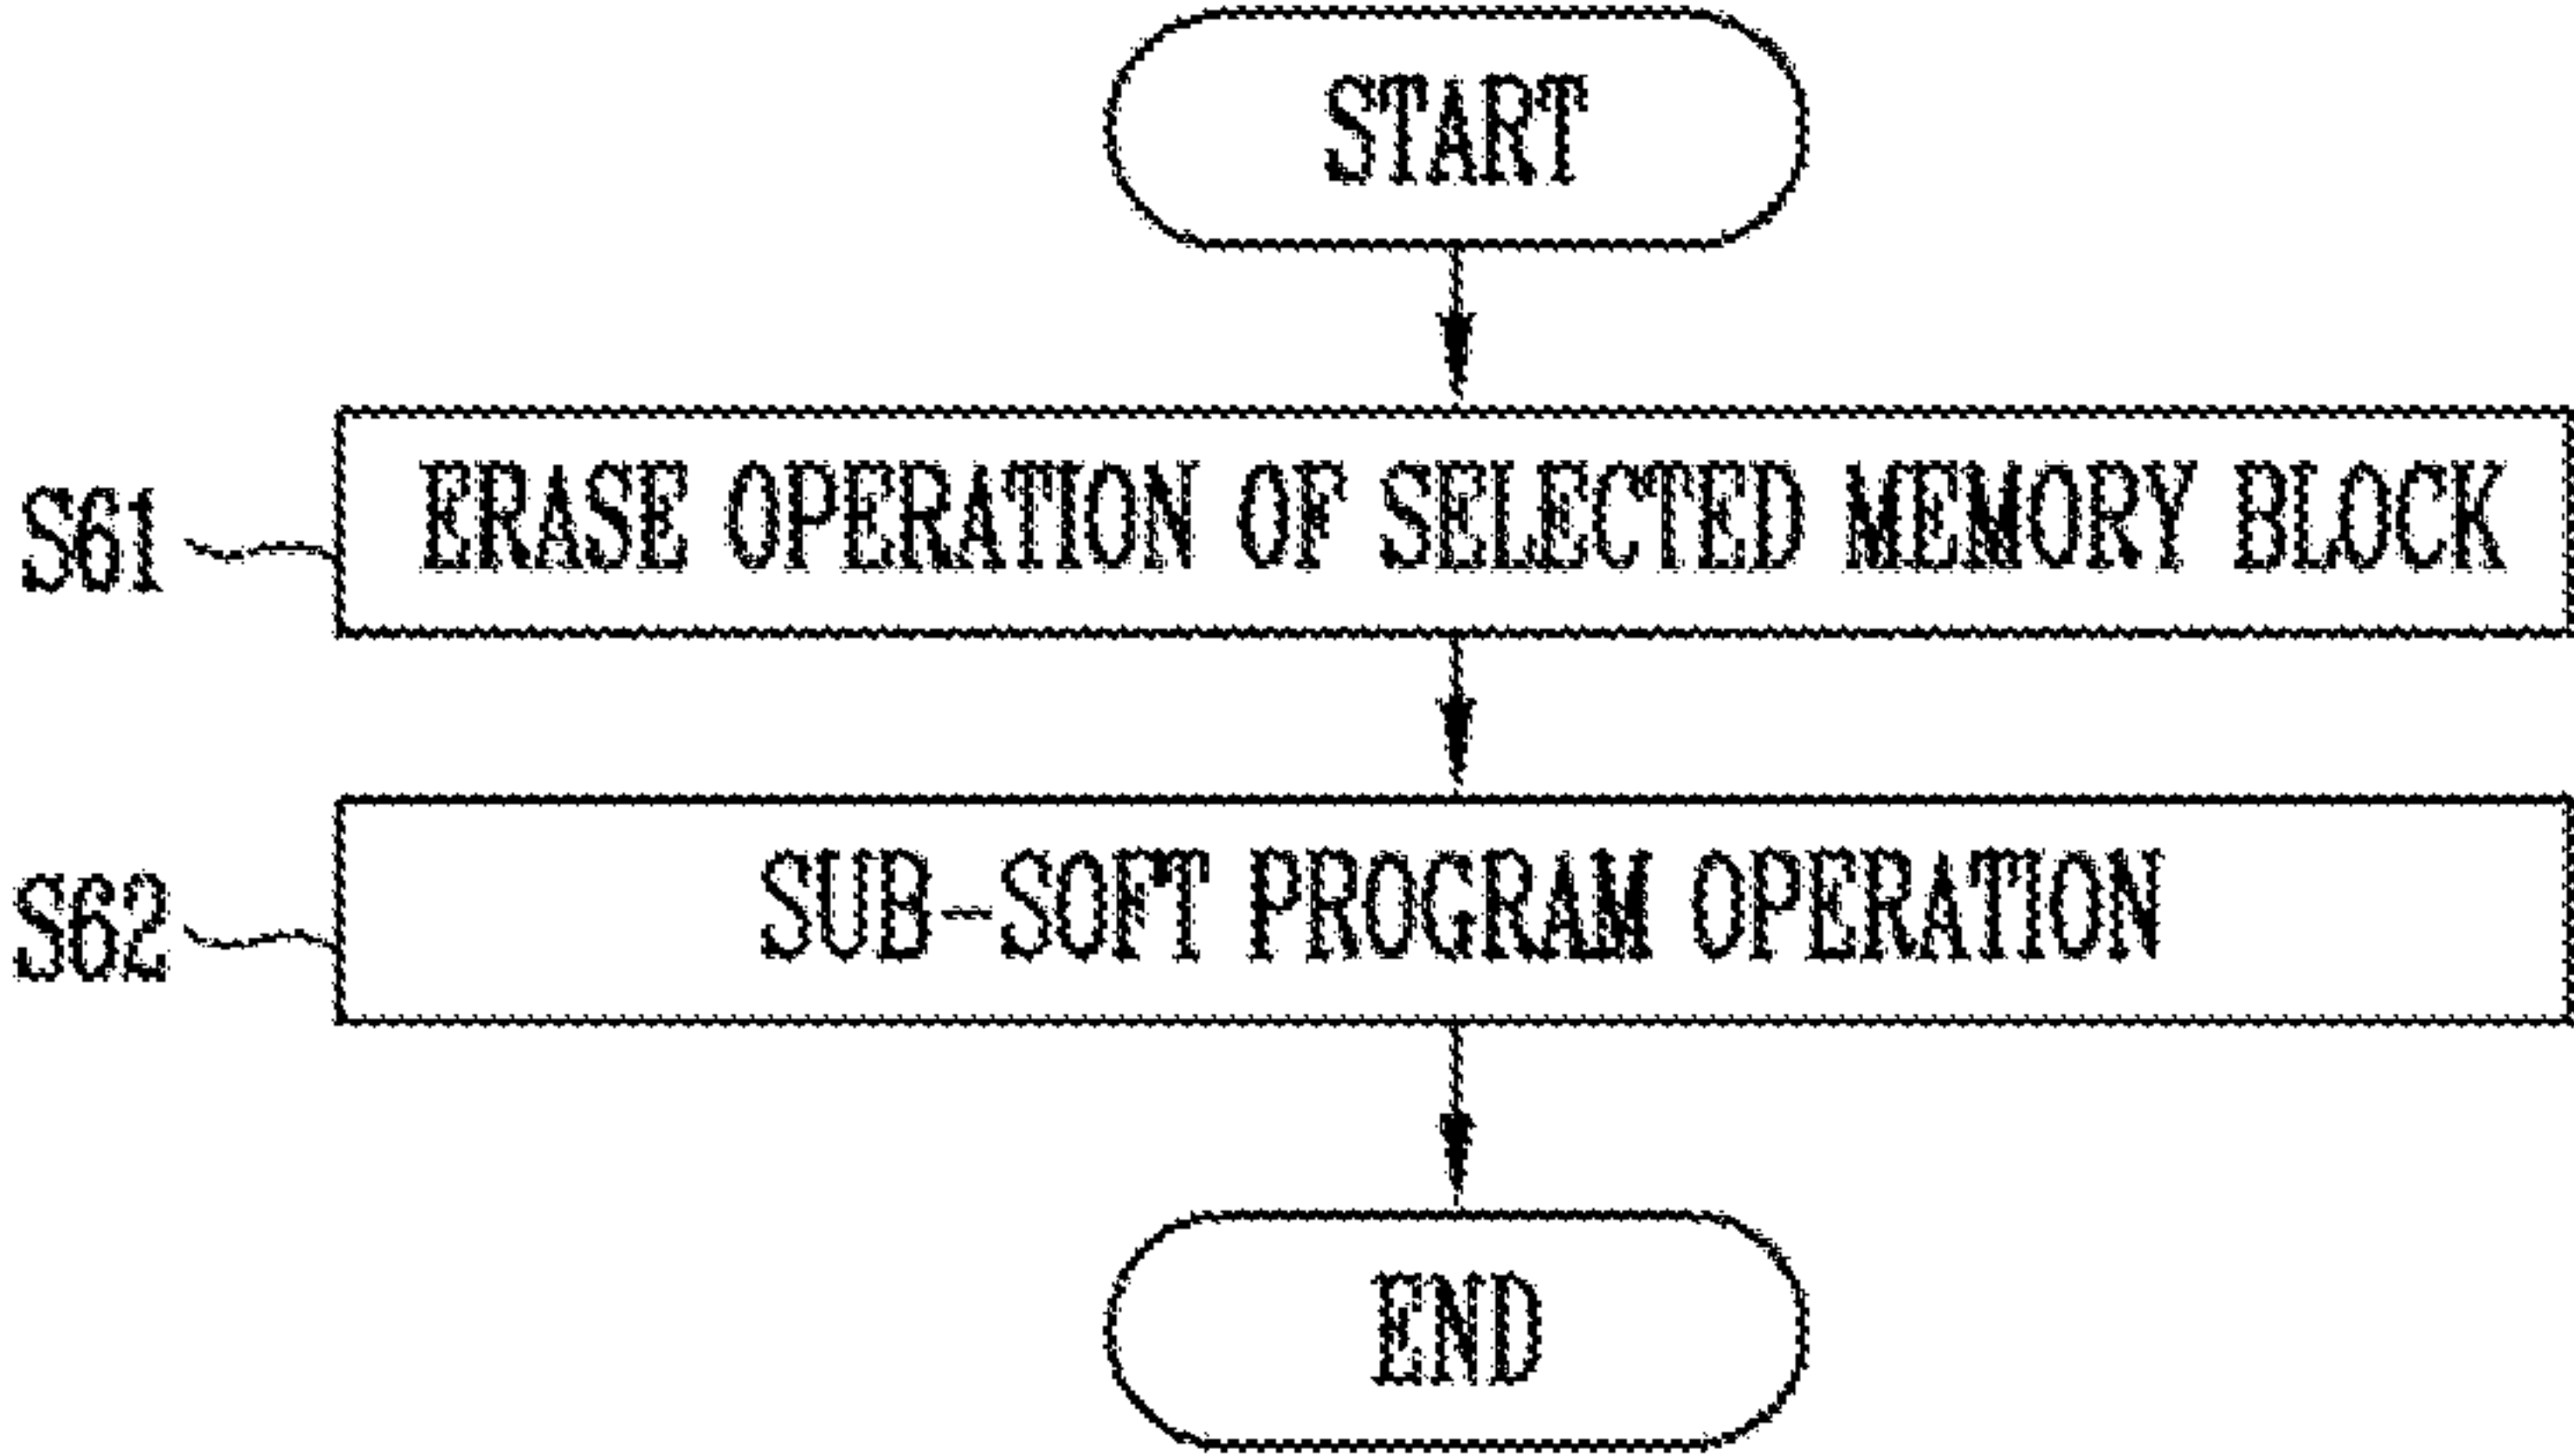 START
S61 ERASE OPERATION OF SELECTED MEMORY BLOCK
S62 SUB-SOFT PROGRAM OPERATION
END